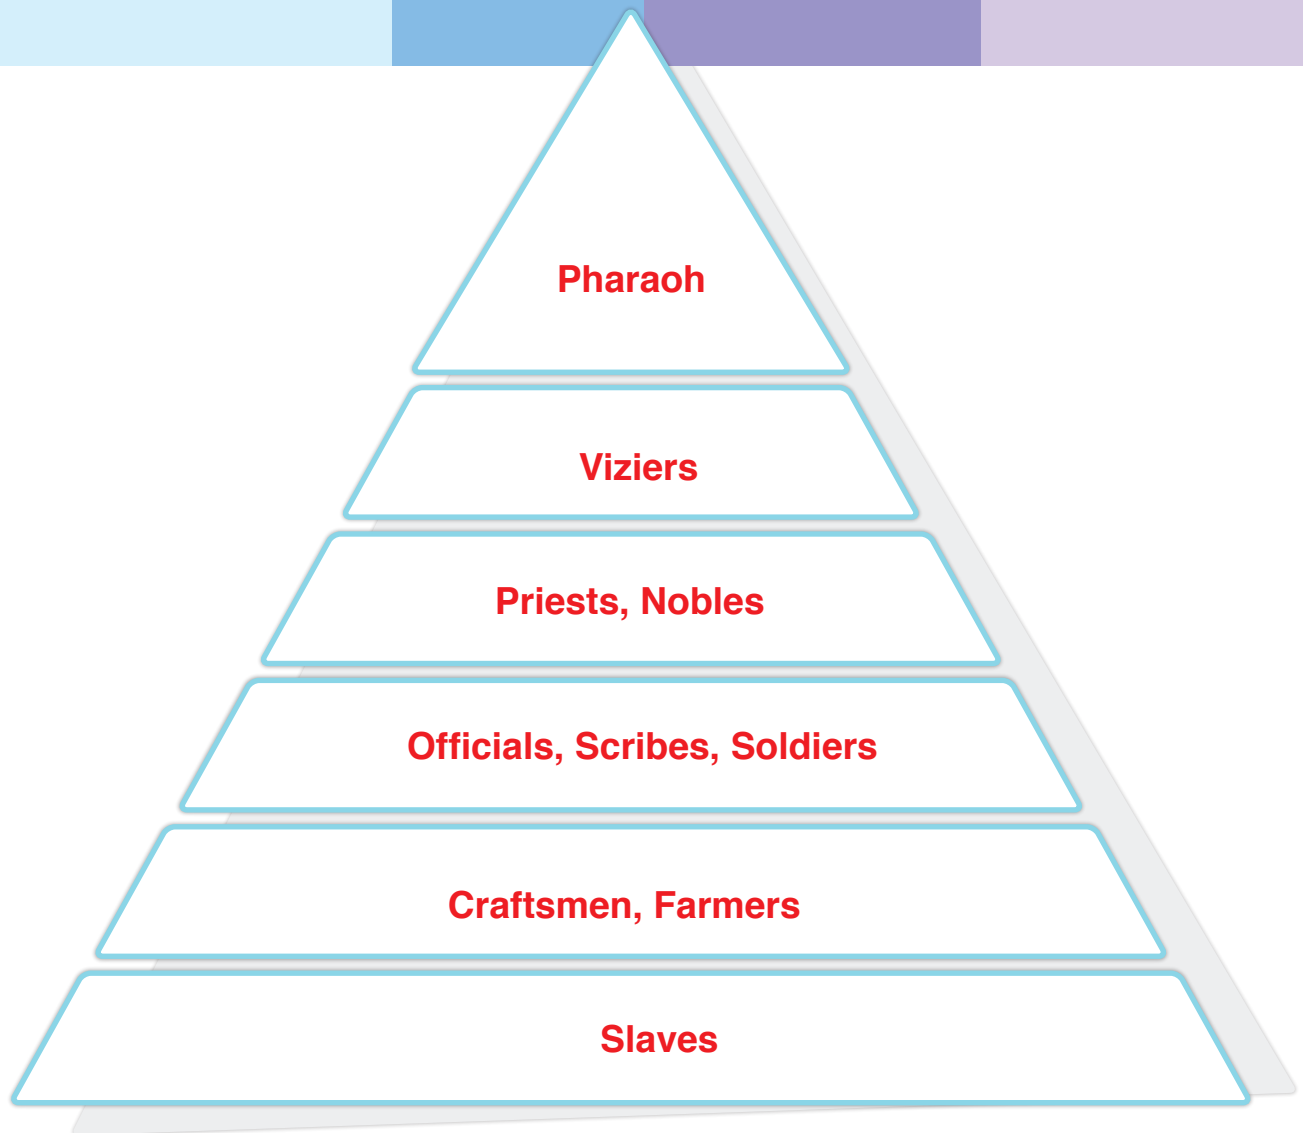 Pharaoh
Viziers
Priests, Nobles
Officials, Scribes, Soldiers
Craftsmen, Farmers
Slaves